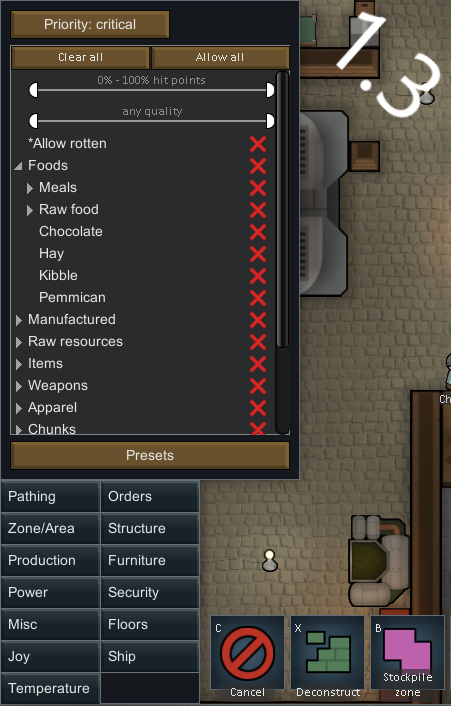 Priority: critical
Clear all
Allow all
0% - 100% hit points
any quality
*Allow rotten
Foods
Meals
Raw food
Chocolate
Hay
Kibble
Pemmican
Manufactured
Raw resources
Items
Weapons
Apparel
Chunks
Presets
Pathing
Orders
Zone/Area
Structure
Production
Furniture
Power
Security
Misc
Floors
Joy
Ship
Temperature
C
Cancel
X
Deconstruct
B
Stockpile
zone
1.3
Ch